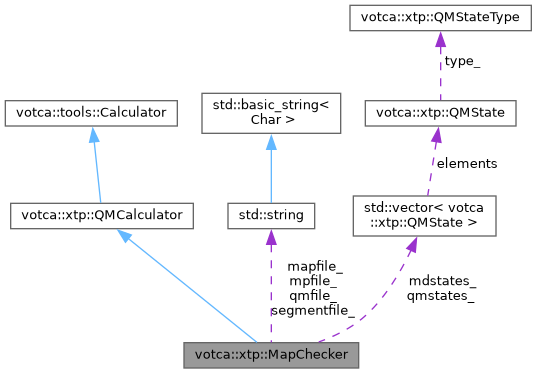 votca::xtp::QMStateType
type_
votca::tools::Calculator
std::basic_string<
Char >
votca::xtp::QMState
elements
votca::xtp::QMCalculator
std::string
std::vector< votca
::xtp::QMState >
mapfile_
mpfile_
qmfile_
segmentfile_
mdstates_
qmstates_
votca::xtp::MapChecker